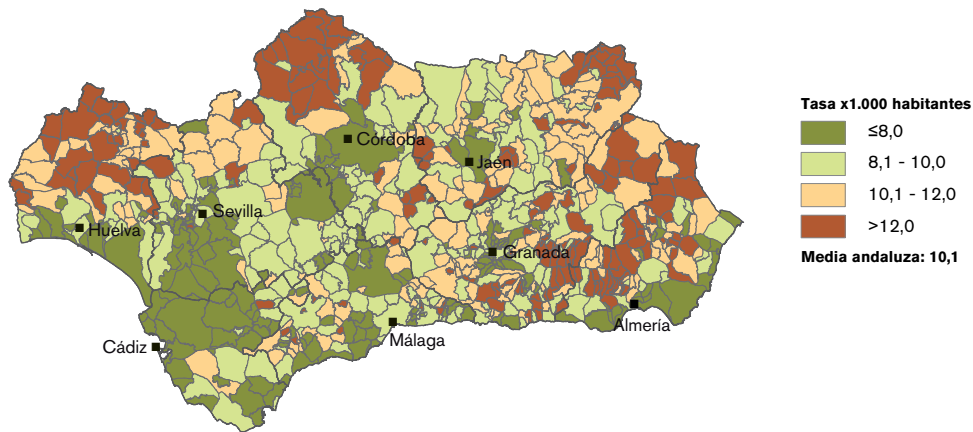 Córdoba
Jaén
Sevilla
Huelva
Granada
Almería
Málaga
Cádiz
Tasa x1.000 habitantes
≤8,0
8,1 - 10,0
10,1 - 12,0
>12,0
Media andaluza: 10,1